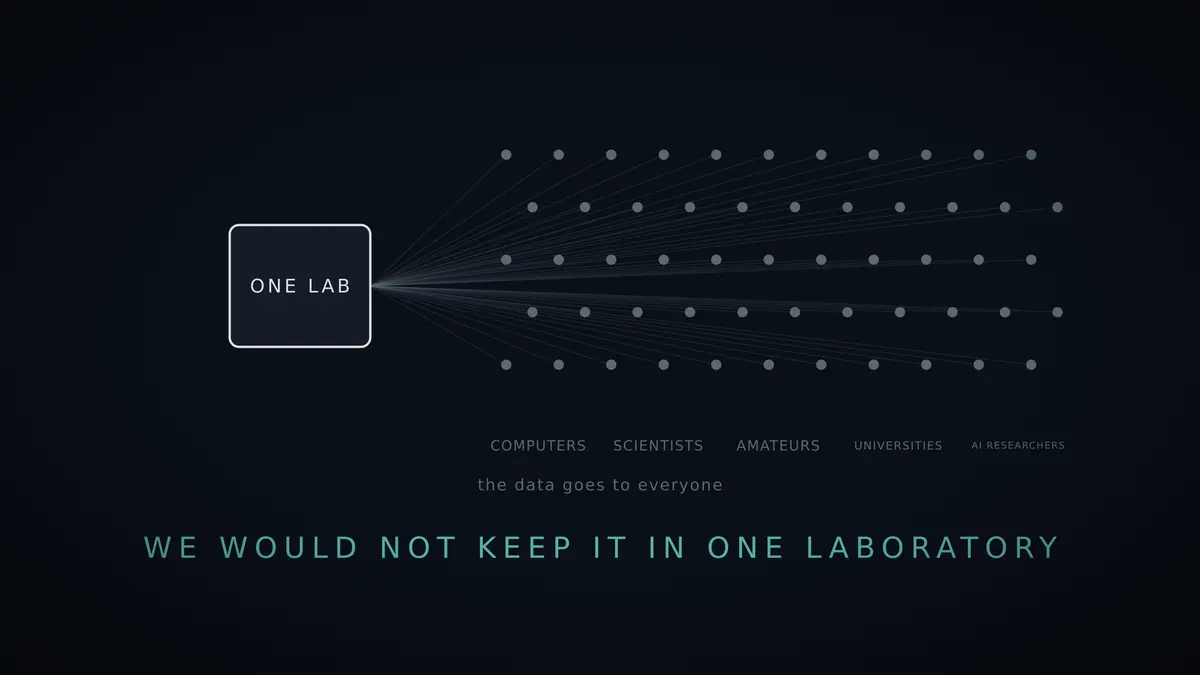 ONE LAB
COMPUTERS SCIENTISTS AMATEURS UNIVERSITIES AI RESEARCHERS
the data goes to everyone
WE WOULD NOT KEEP IT IN ONE LABORATORY